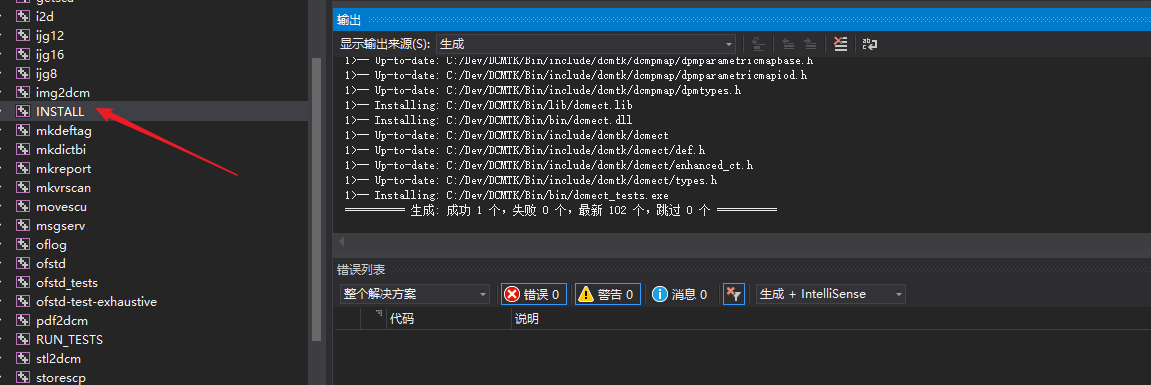 getscu
i2d
ijg12
ijg16
ijg8
img2dcm
INSTALL
mkdeftag
mkdictbi
mkreport
mkvrscan
movescu
msgserv
oflog
ofstd
ofstd_tests
ofstd-test-exhaustive
pdf2dcm
RUN_TESTS
stl2dcm
storescp
输出
显示输出来源(S): 生成
1>-- Up-to-date: C:/Dev/DCMTK/Bin/include/dcmtk/dcmpmap/dpmparametricmapbase.h
1>-- Up-to-date: C:/Dev/DCMTK/Bin/include/dcmtk/dcmpmap/dpmparametricmapiod.h
1>-- Up-to-date: C:/Dev/DCMTK/Bin/include/dcmtk/dcmpmap/dpmtypes.h
1>-- Installing: C:/Dev/DCMTK/Bin/lib/dcmect.lib
1>-- Installing: C:/Dev/DCMTK/Bin/bin/dcmect.dll
1>-- Up-to-date: C:/Dev/DCMTK/Bin/include/dcmtk/dcmect
1>-- Up-to-date: C:/Dev/DCMTK/Bin/include/dcmtk/dcmect/def.h
1>-- Up-to-date: C:/Dev/DCMTK/Bin/include/dcmtk/dcmect/enhanced_ct.h
1>-- Up-to-date: C:/Dev/DCMTK/Bin/include/dcmtk/dcmect/types.h
1>-- Installing: C:/Dev/DCMTK/Bin/bin/dcmect_tests.exe
========== 生成: 成功 1 个，失败 0 个，最新 102 个，跳过 0 个 ==========
错误列表
整个解决方案 错误 0 警告 0 消息 0 生成 + IntelliSense
代码 说明